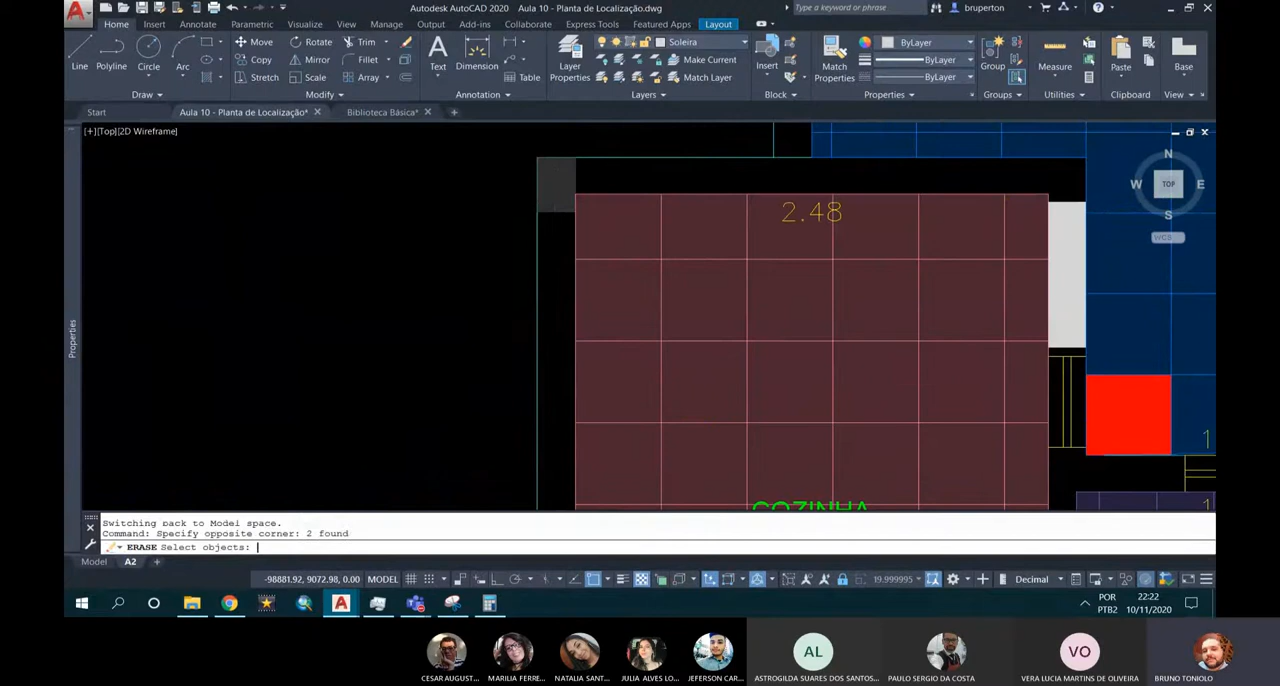 Autodesk AutoCAD 2020 Aula 10 - Planta de Localização.dwg
Type a keyword or phrase
bruperton
Home Insert Annotate Parametric Visualize View Manage Output Add-ins Collaborate Express Tools Featured Apps Layout
Line Polyline Circle Arc
Move Rotate Trim
Copy Mirror Fillet
Stretch Scale Array
Text Dimension Table
Layer Properties
Soleira
Make Current
Match Layer
Insert
Match Properties
ByLayer
ByLayer
ByLayer
Group
Measure
Paste
Base
Draw Modify Annotation Layers Block Properties Groups Utilities Clipboard View
Start Aula 10 - Planta de Localização* Biblioteca Básica*
[+][Top][2D Wireframe]
N
W TOP E
S
WCS
2.48
1
1
COZINHA
Properties
Switching back to Model space.
Command: Specify opposite corner: 2 found
ERASE Select objects:
Model A2
-98881.92, 9072.98, 0.00 MODEL 19.999995 Decimal
POR
PTB2
22:22
10/11/2020
AL
VO
CESAR AUGUST... MARILIA FERRE... NATALIA SANT... JULIA ALVES LO... JEFERSON CAR... ASTROGILDA SUARES DOS SANTOS... PAULO SERGIO DA COSTA VERA LUCIA MARTINS DE OLIVEIRA BRUNO TONIOLO